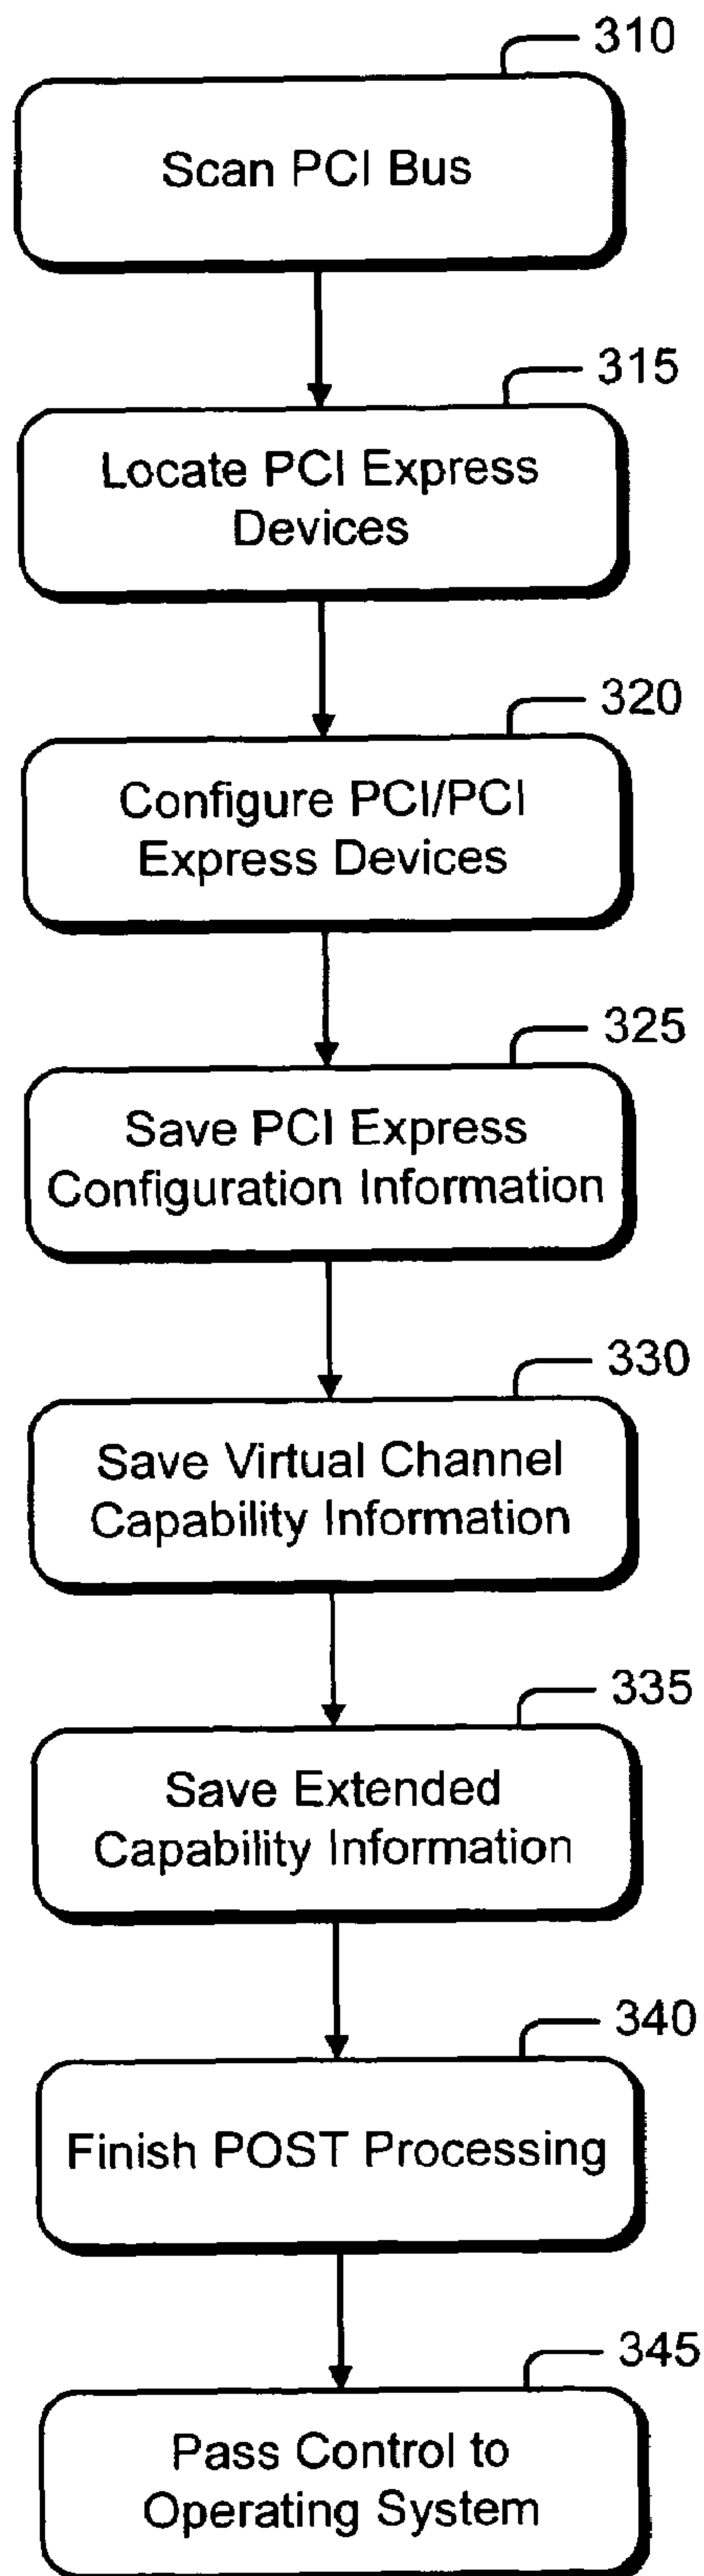 310
Scan PCI Bus
315
Locate PCI Express
Devices
320
Configure PCI/PCI
Express Devices
325
Save PCI Express
Configuration Information
330
Save Virtual Channel
Capability Information
335
Save Extended
Capability Information
340
Finish POST Processing
345
Pass Control to
Operating System